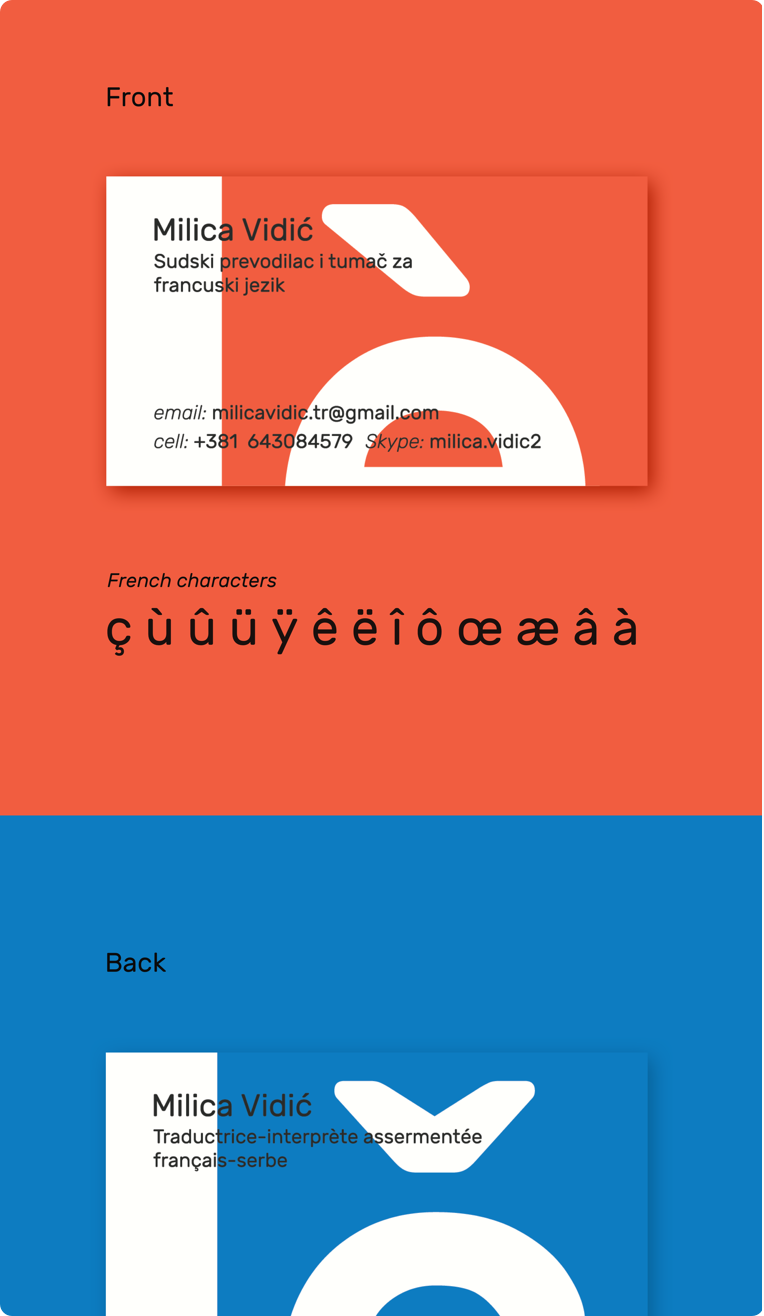 Front
Milica Vidić
Sudski prevodilac i tumač za
francuski jezik
email: milicavidic.tr@gmail.com
cell: +381 643084579 Skype: milica.vidic2
French characters
ç ù û ü ÿ ê ë î ô œ æ â à
Back
Milica Vidić
Traductrice-interprète assermentée
français-serbe